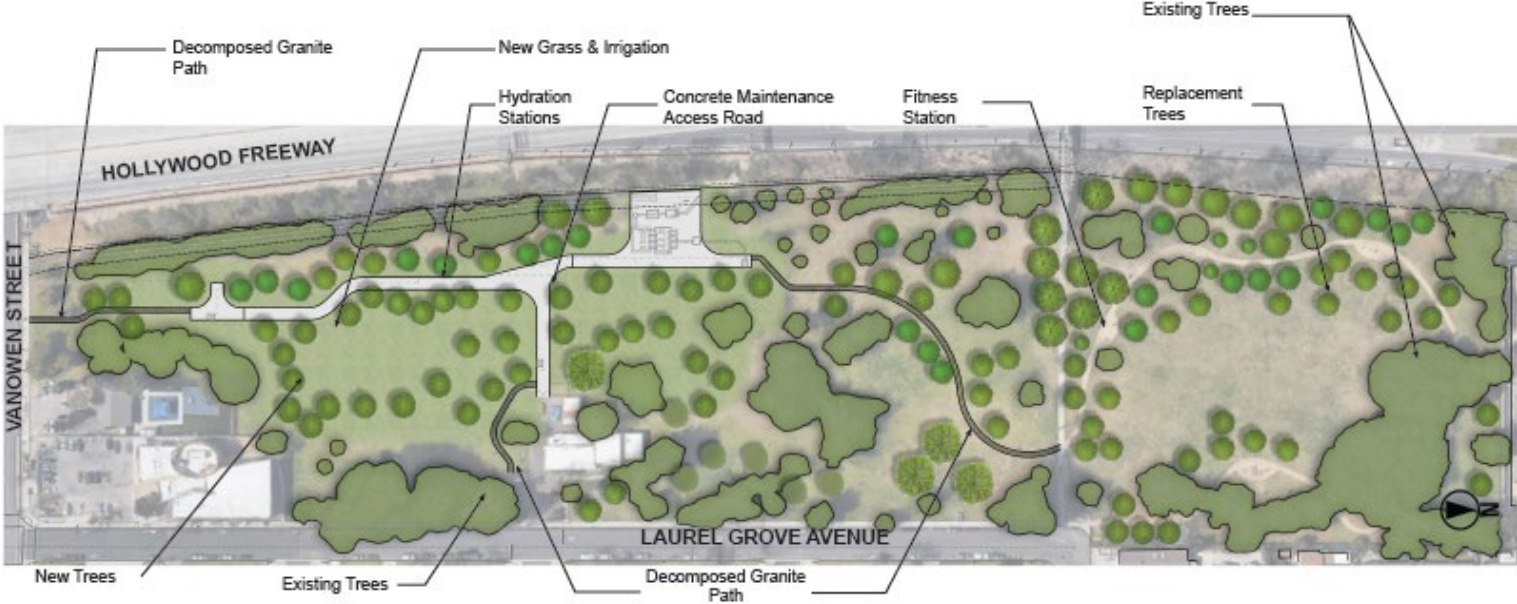 Existing Trees
Decomposed Granite
Path
New Grass & Irrigation
Hydration
Stations
Concrete Maintenance
Access Road
Fitness
Station
Replacement
Trees
HOLLYWOOD FREEWAY
VANOWEN STREET
N
LAUREL GROVE AVENUE
New Trees
Existing Trees
Decomposed Granite
Path